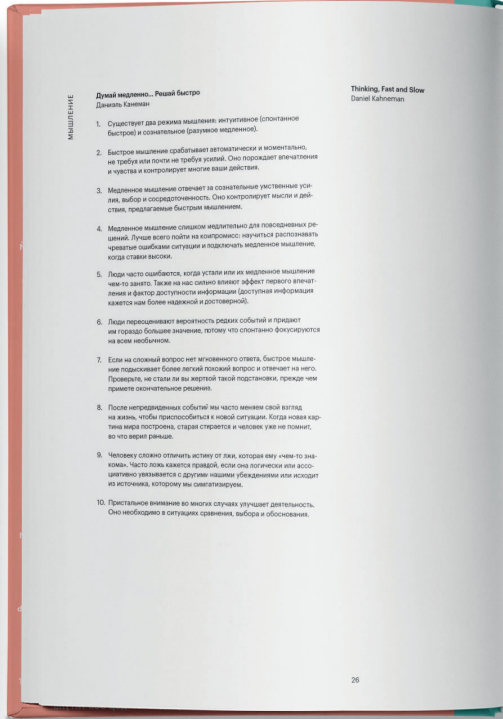 МЫШЛЕНИЕ
Думай медленно... Решай быстро
Даниэль Канеман
Thinking, Fast and Slow
Daniel Kahneman
1. Существует два режима мышления: интуитивное (спонтанное
быстрое) и сознательное (разумное медленное).
2. Быстрое мышление срабатывает автоматически и моментально,
не требуя или почти не требуя усилий. Оно порождает впечатления
и чувства и контролирует многие ваши действия.
3. Медленное мышление отвечает за сознательные умственные уси-
лия, выбор и сосредоточенность. Оно контролирует мысли и дей-
ствия, предлагаемые быстрым мышлением.
4. Медленное мышление слишком медлительно для повседневных ре-
шений. Лучше всего пойти на компромисс: научиться распознавать
чреватые ошибками ситуации и подключать медленное мышление,
когда ставки высоки.
5. Люди часто ошибаются, когда устали или их медленное мышление
чем-то занято. Также на нас сильно влияют эффект первого впечат-
ления и фактор доступности информации (доступная информация
кажется нам более надежной и достоверной).
6. Люди переоценивают вероятность редких событий и придают
им гораздо большее значение, потому что спонтанно фокусируются
на всем необычном.
7. Если на сложный вопрос нет мгновенного ответа, быстрое мышле-
ние подыскивает более легкий похожий вопрос и отвечает на него.
Проверьте, не стали ли вы жертвой такой подстановки, прежде чем
примете окончательное решение.
8. После непредвиденных событий мы часто меняем свой взгляд
на жизнь, чтобы приспособиться к новой ситуации. Когда новая кар-
тина мира построена, старая стирается и человек уже не помнит,
во что верил раньше.
9. Человеку сложно отличить истину от лжи, которая ему «чем-то зна-
кома». Часто ложь кажется правдой, если она логически или ассо-
циативно увязывается с другими нашими убеждениями или исходит
из источника, которому мы симпатизируем.
10. Пристальное внимание во многих случаях улучшает деятельность.
Оно необходимо в ситуациях сравнения, выбора и обоснования.
26